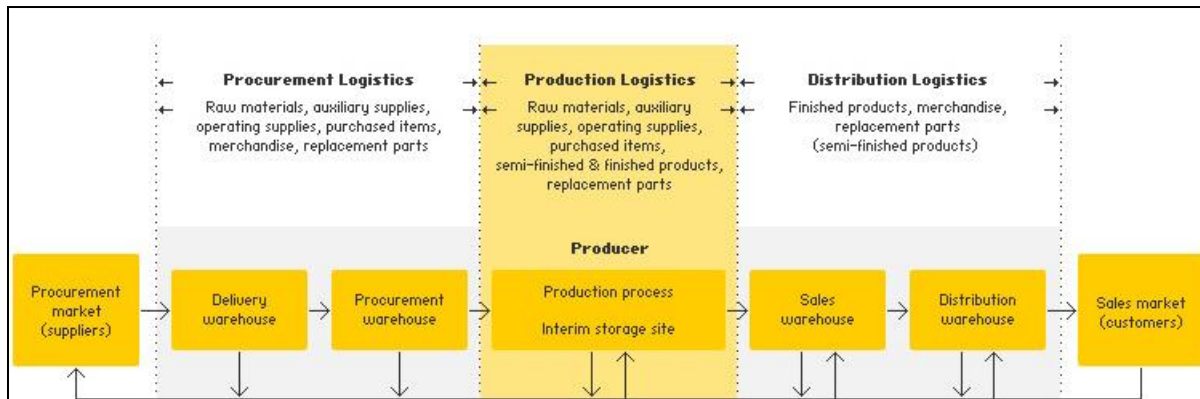 Procurement Logistics
Raw materials, auxiliary supplies,
operating supplies, purchased items,
merchandise, replacement parts
Production Logistics
Raw materials, auxiliary
supplies, operating supplies,
purchased items,
semi-finished & finished products,
replacement parts
Distribution Logistics
Finished products, merchandise,
replacement parts
(semi-finished products)
Producer
Procurement
market
(suppliers)
Delivery
warehouse
Procurement
warehouse
Production process
Interim storage site
Sales
warehouse
Distribution
warehouse
Sales market
(customers)